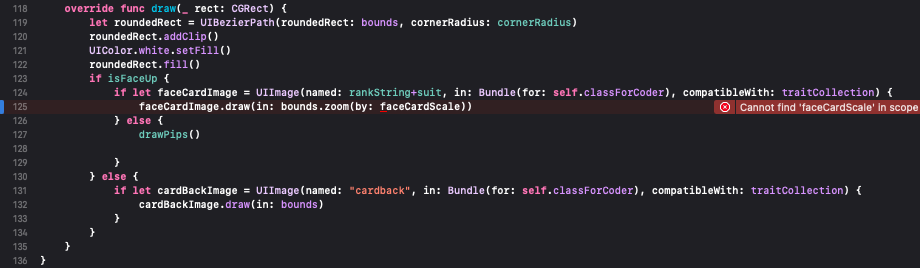 118 override func draw(_ rect: CGRect) {
119 let roundedRect = UIBezierPath(roundedRect: bounds, cornerRadius: cornerRadius)
120 roundedRect.addClip()
121 UIColor.white.setFill()
122 roundedRect.fill()
123 if isFaceUp {
124 if let faceCardImage = UIImage(named: rankString+suit, in: Bundle(for: self.classForCoder), compatibleWith: traitCollection) {
125 faceCardImage.draw(in: bounds.zoom(by: faceCardScale)) Cannot find 'faceCardScale' in scope
126 } else {
127 drawPips()
128
129 }
130 } else {
131 if let cardBackImage = UIImage(named: "cardback", in: Bundle(for: self.classForCoder), compatibleWith: traitCollection) {
132 cardBackImage.draw(in: bounds)
133 }
134 }
135 }
136 }